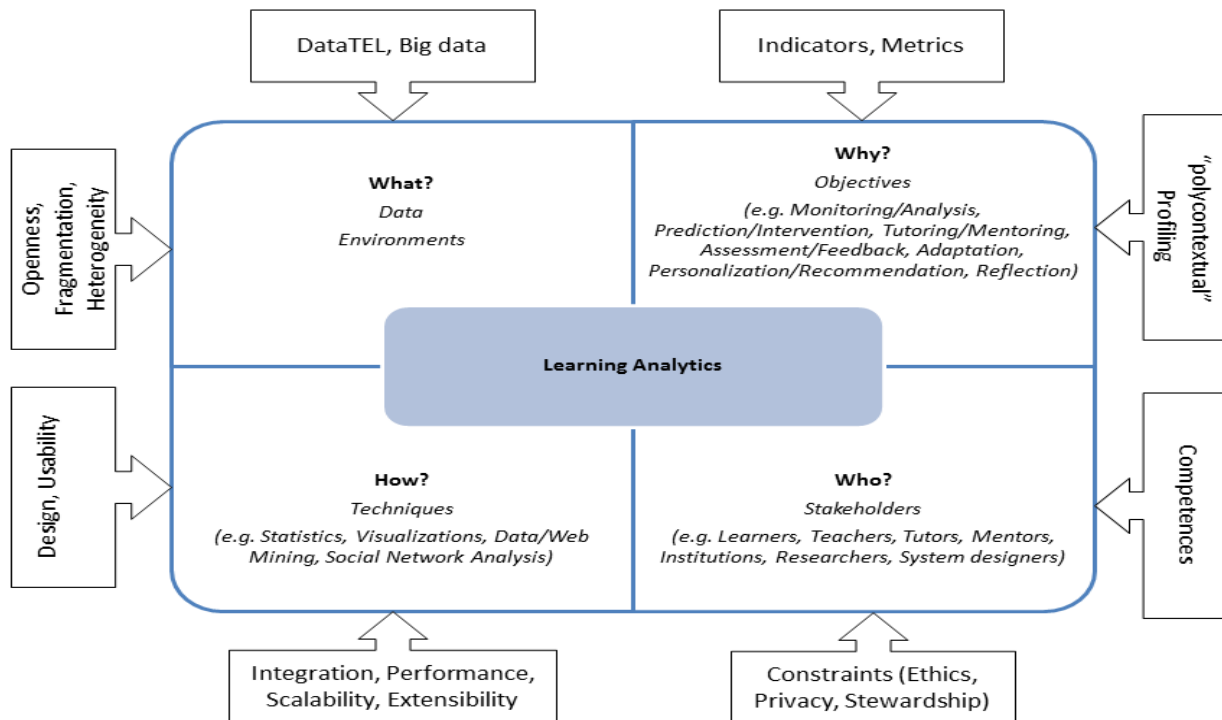 DataTEL, Big data
Indicators, Metrics
Openness,
Fragmentation,
Heterogeneity
What?
Data
Environments
Why?
Objectives
(e.g. Monitoring/Analysis,
Prediction/Intervention, Tutoring/Mentoring,
Assessment/Feedback, Adaptation,
Personalization/Recommendation, Reflection)
“polycontextual”
Profiling
Learning Analytics
Design, Usability
How?
Techniques
(e.g. Statistics, Visualizations, Data/Web
Mining, Social Network Analysis)
Who?
Stakeholders
(e.g. Learners, Teachers, Tutors, Mentors,
Institutions, Researchers, System designers)
Competences
Integration, Performance,
Scalability, Extensibility
Constraints (Ethics,
Privacy, Stewardship)